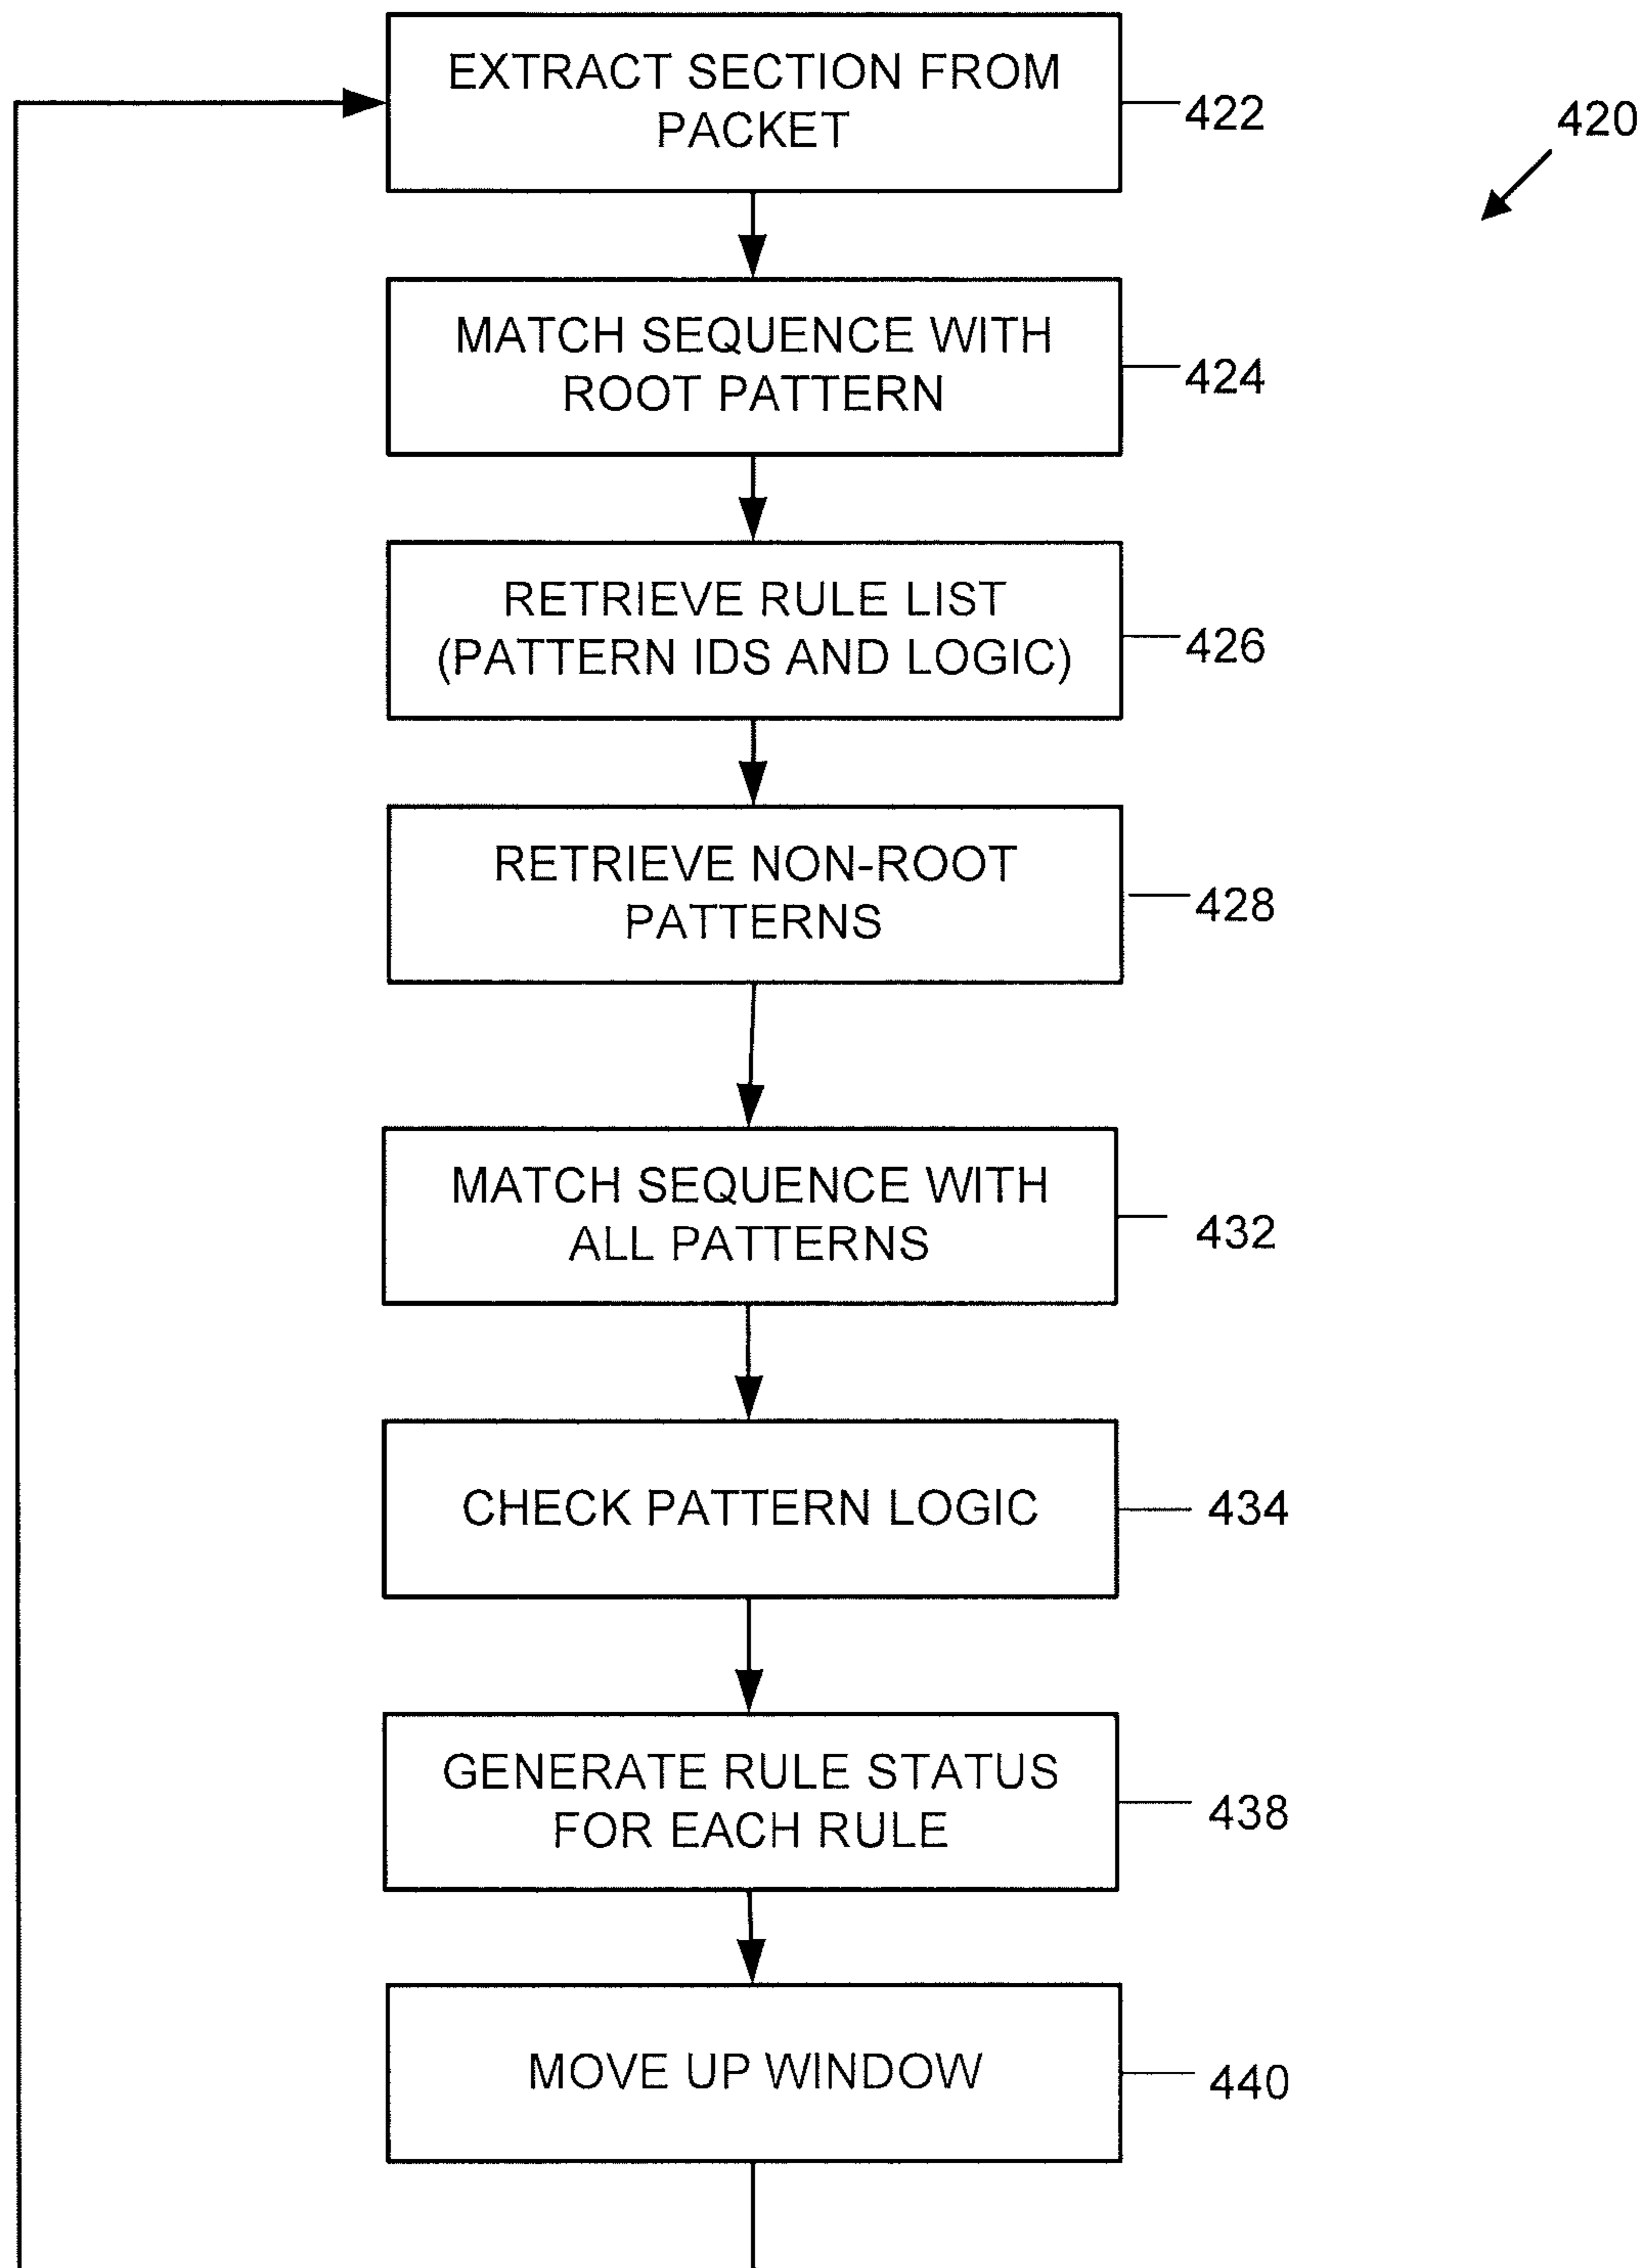 EXTRACT SECTION FROM
PACKET
422
420
MATCH SEQUENCE WITH
ROOT PATTERN
424
RETRIEVE RULE LIST
(PATTERN IDS AND LOGIC)
426
RETRIEVE NON-ROOT
PATTERNS
428
MATCH SEQUENCE WITH
ALL PATTERNS
432
CHECK PATTERN LOGIC
434
GENERATE RULE STATUS
FOR EACH RULE
438
MOVE UP WINDOW
440